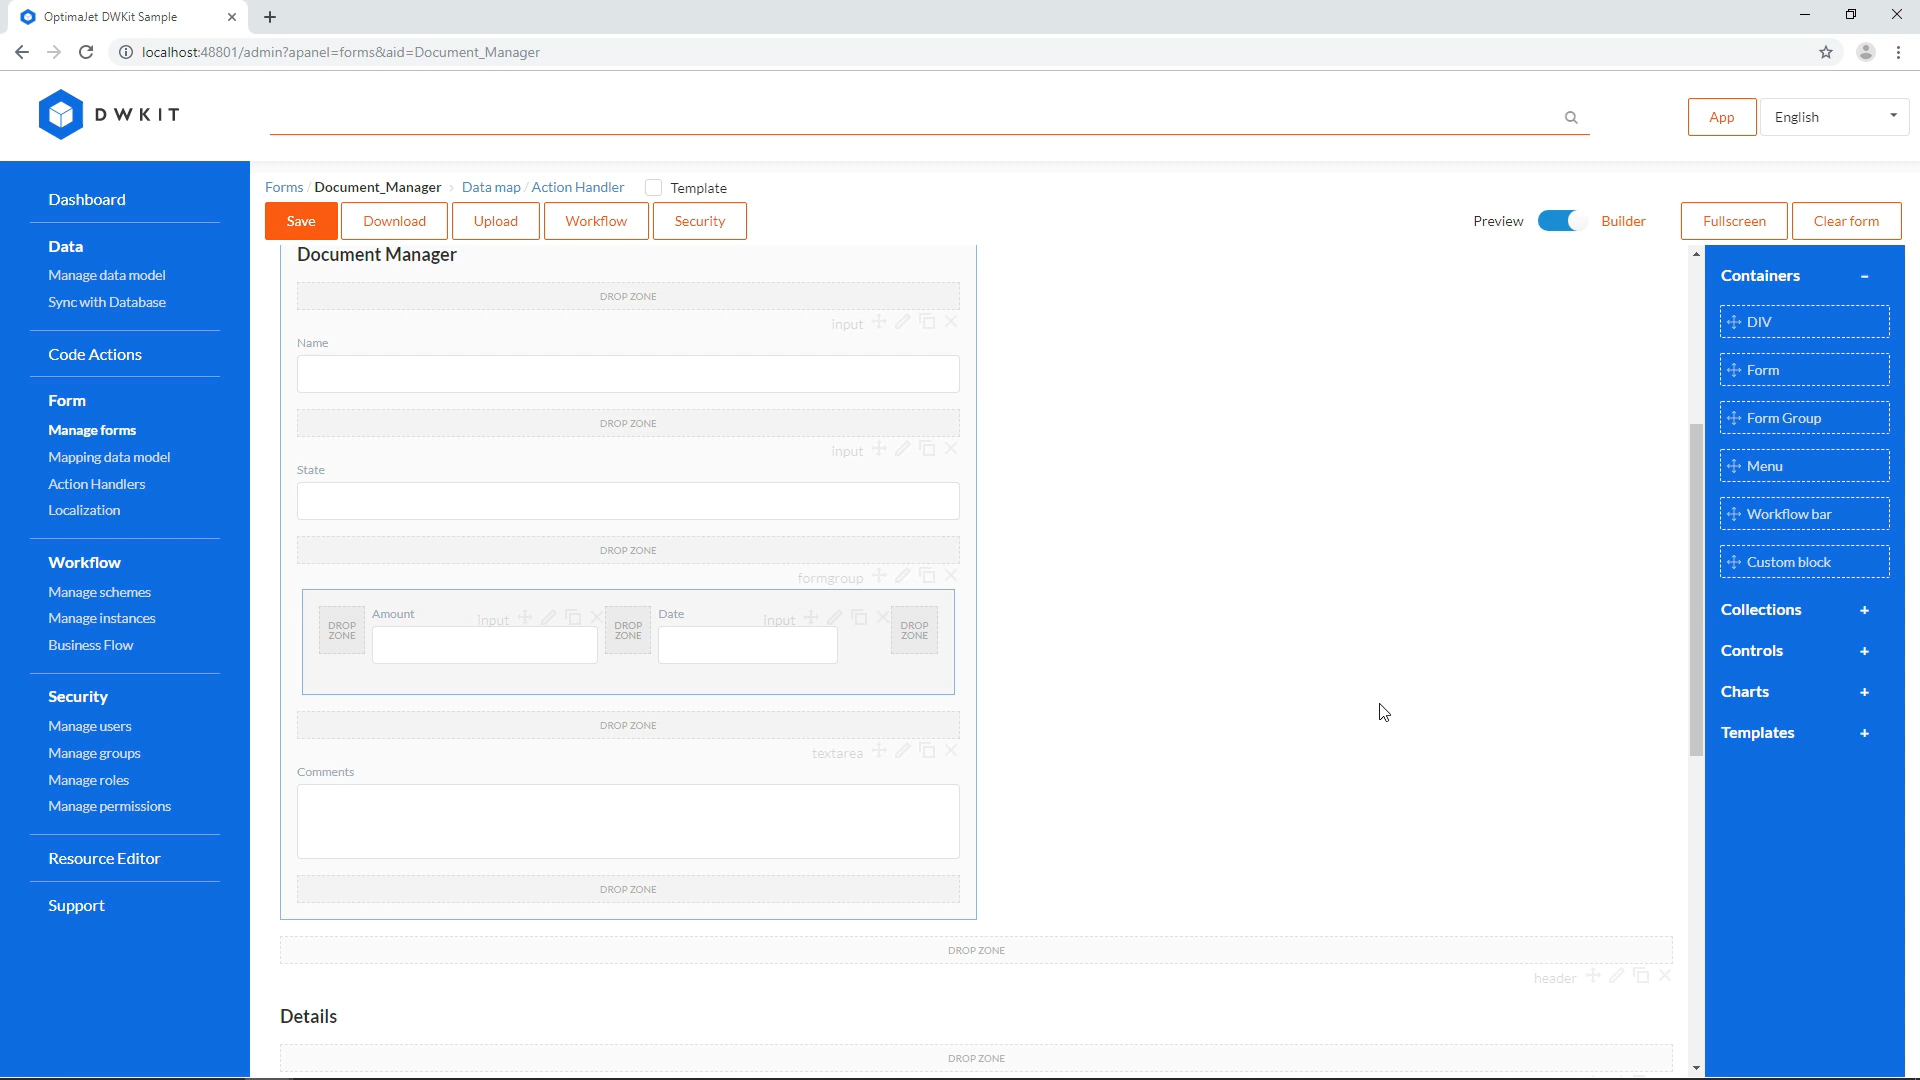 OptimaJet DWKit Sample
localhost:48801/admin?apanel=forms&aid=Document_Manager
DWKIT
App
English
Dashboard
Data
Manage data model
Sync with Database
Code Actions
Form
Manage forms
Mapping data model
Action Handlers
Localization
Workflow
Manage schemes
Manage instances
Business Flow
Security
Manage users
Manage groups
Manage roles
Manage permissions
Resource Editor
Support
Forms / Document_Manager › Data map / Action Handler Template
Save Download Upload Workflow Security
Preview Builder Fullscreen Clear form
Document Manager
DROP ZONE
input
Name
DROP ZONE
input
State
DROP ZONE
formgroup
DROP ZONE
Amount
input
DROP ZONE
Date
input
DROP ZONE
DROP ZONE
textarea
Comments
DROP ZONE
DROP ZONE
header
Details
DROP ZONE
Containers -
DIV
Form
Form Group
Menu
Workflow bar
Custom block
Collections +
Controls +
Charts +
Templates +